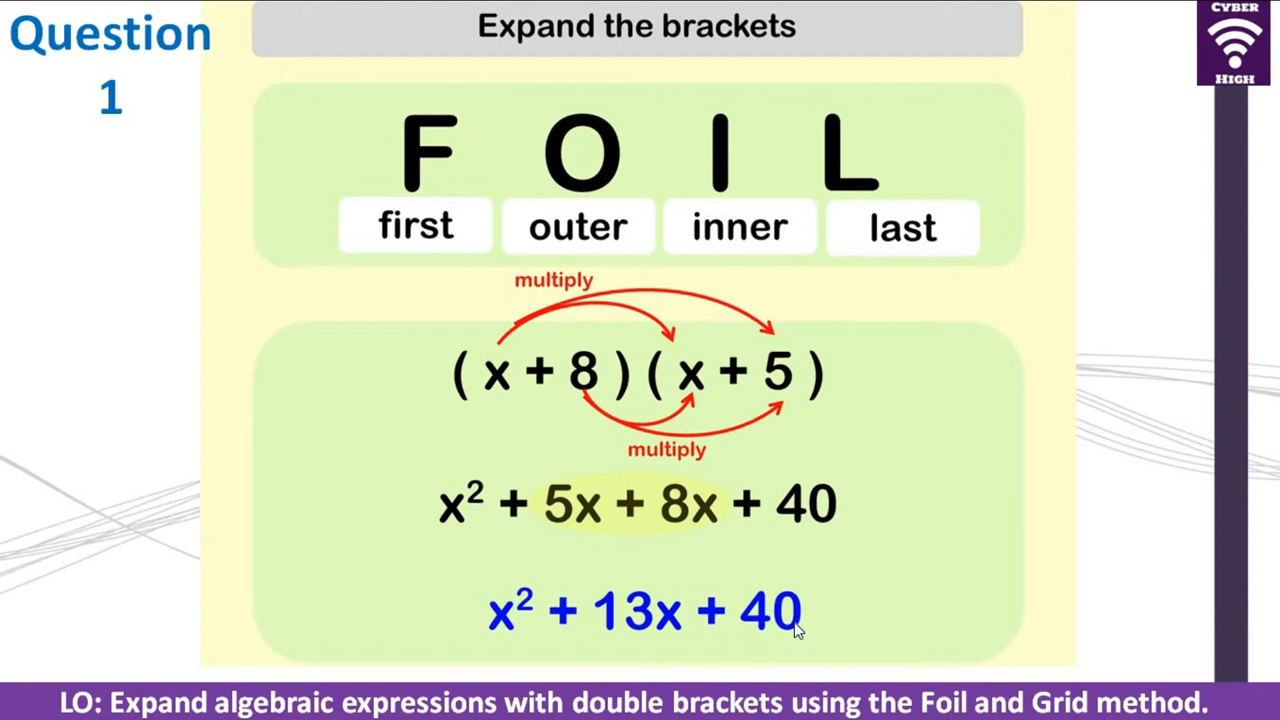 Question
1
Expand the brackets
CYBER
HIGH
F O I L
first outer inner last
multiply
( x + 8 ) ( x + 5 )
multiply
x² + 5x + 8x + 40
x² + 13x + 40
LO: Expand algebraic expressions with double brackets using the Foil and Grid method.